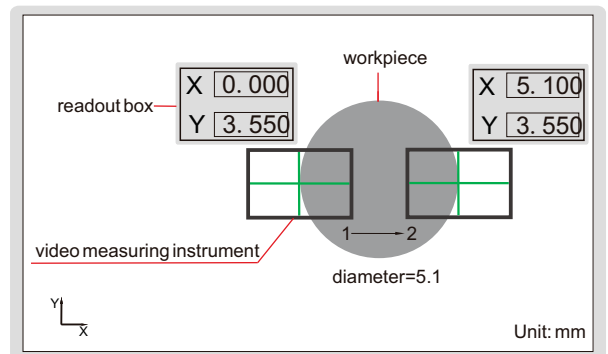 workpiece
X 0.000
Y 3.550
X 5.100
Y 3.550
readout box
1 2
video measuring instrument
diameter=5.1
Y
X
Unit: mm